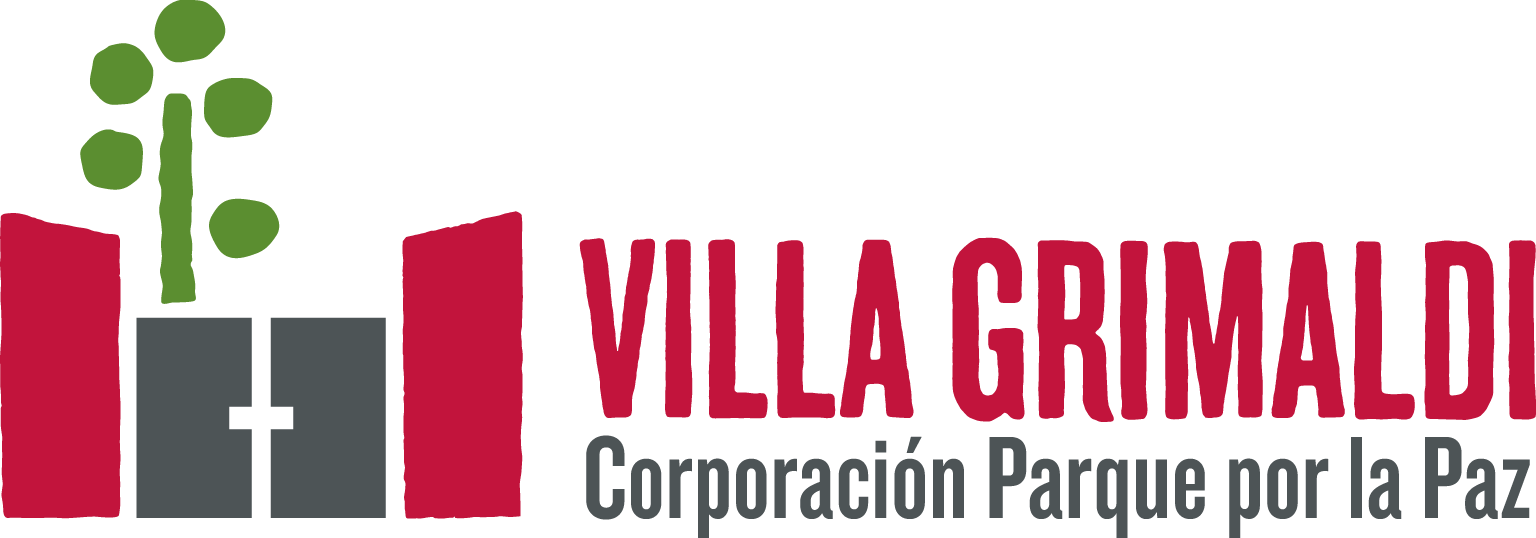 VILLA GRIMALDI
Corporación Parque por la Paz